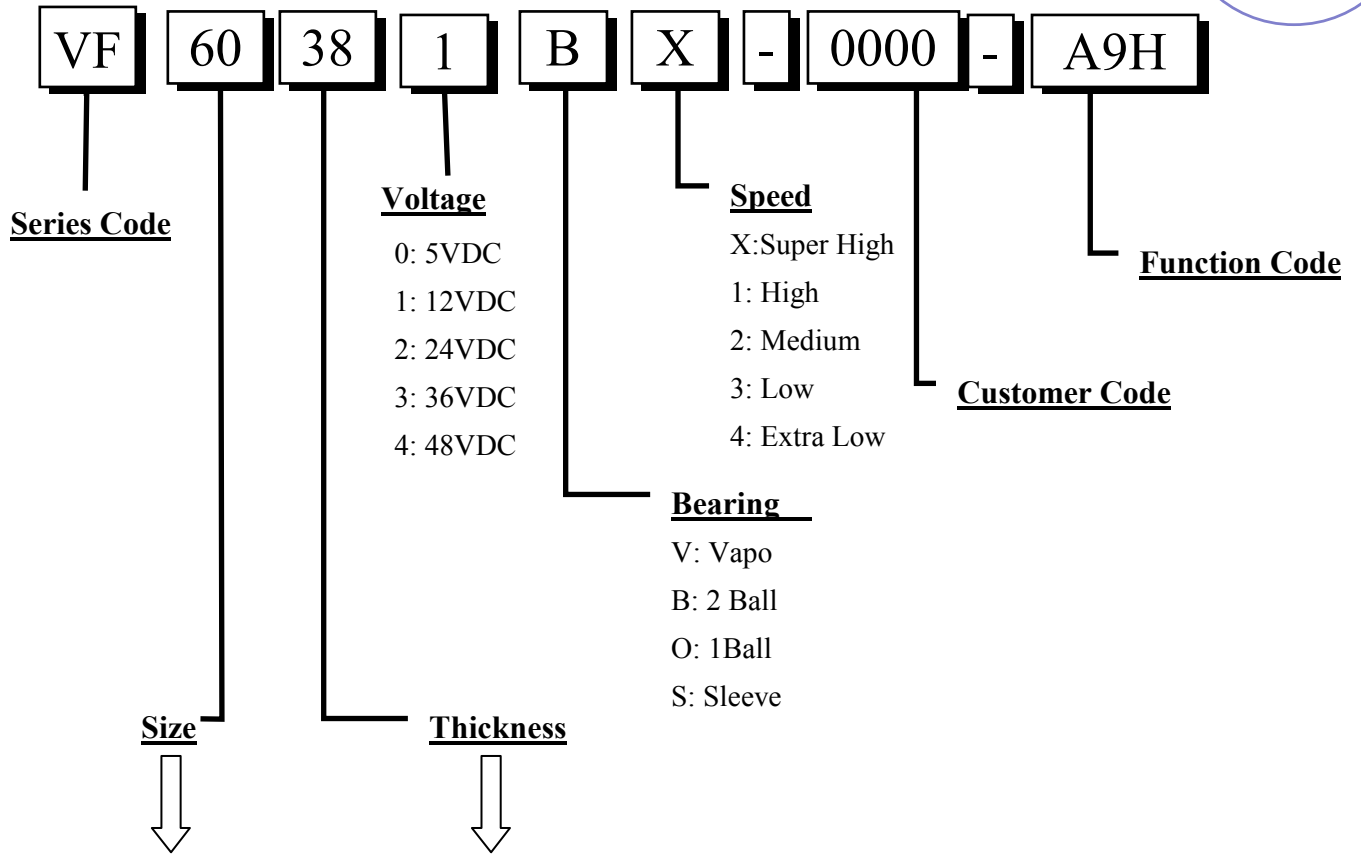 VF 60 38 1 B X - 0000 - A9H
Series Code
Voltage
0: 5VDC
1: 12VDC
2: 24VDC
3: 36VDC
4: 48VDC
Speed
X:Super High
1: High
2: Medium
3: Low
4: Extra Low
Function Code
Customer Code
Bearing
V: Vapo
B: 2 Ball
O: 1Ball
S: Sleeve
Size
Thickness